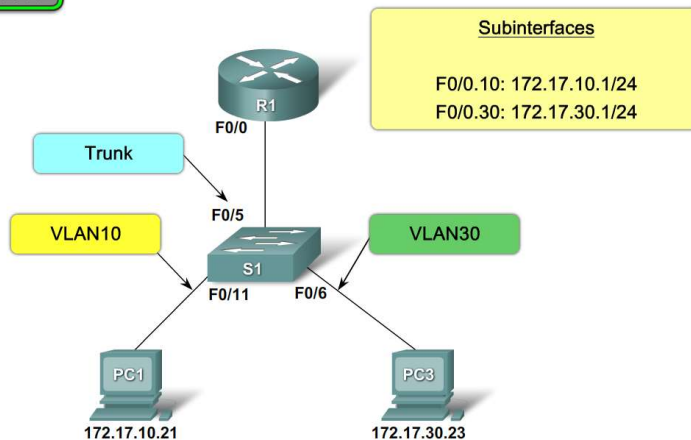 Subinterfaces
F0/0.10: 172.17.10.1/24
F0/0.30: 172.17.30.1/24
R1
F0/0
Trunk
F0/5
VLAN10
VLAN30
S1
F0/11
F0/6
PC1
PC3
172.17.10.21
172.17.30.23